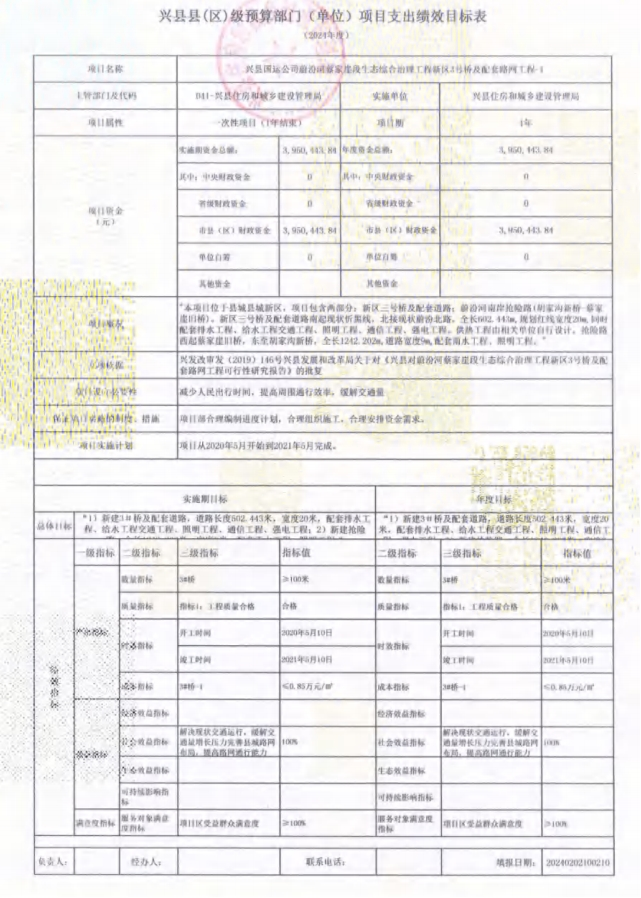 兴县县(区)级预算部门（单位）项目支出绩效目标表
(2024年度)
项目名称 兴县国运公司蔚汾河蔡家崖段生态综合治理工程新区3号桥及配套路网工程-1
主管部门及代码 041-兴县住房和城乡建设管理局 实施单位 兴县住房和城乡建设管理局
项目属性 一次性项目（1年结束） 项目期 1年
项目资金
（元）
实施期资金总额： 3,950,443.84 年度资金总额： 3,950,443.84
其中：中央财政资金 0 其中：中央财政资金 0
省级财政资金 0 省级财政资金 0
市县（区）财政资金 3,950,443.84 市县（区）财政资金 3,950,443.84
单位自筹 0 单位自筹 0
其他资金 其他资金
项目概况
"本项目位于县城县城新区，项目包含两部分：新区三号桥及配套道路；蔚汾河南岸抢险路(胡家沟新桥-蔡家
崖旧桥)。新区三号桥及配套道路南起现状忻黑线，北接现状蔚汾北路，全长602.443m,规划红线宽度20m,同时
配套排水工程、给水工程交通工程、照明工程、通信工程、强电工程。供热工程由相关单位自行设计。抢险路
西起蔡家崖旧桥，东至胡家沟新桥，全长1242.202m,道路宽度9m,配套雨水工程、照明工程。"
立项依据
兴发改审发（2019）146号兴县发展和改革局关于对《兴县对蔚汾河蔡家崖段生态综合治理工程新区3号桥及配
套路网工程可行性研究报告》的批复
减少人民出行时间，提高周围通行效率，缓解交通量
保证项目实施的制度、措施 项目部合理编制进度计划，合理组织施工，合理安排资金需求。
项目实施计划 项目从2020年5月开始到2021年5月完成。
实施期目标 年度目标
总体目标
"1）新建3#桥及配套道路，道路长度602.443米，宽度20米，配套排水工
程、给水工程交通工程、照明工程、通信工程、强电工程；2）新建抢险
"1）新建3#桥及配套道路，道路长度602.443米，宽度20
米，配套排水工程、给水工程交通工程、照明工程、通信工
绩效指标
一级指标 二级指标 三级指标 指标值 二级指标 三级指标 指标值
产出指标
数量指标 3#桥 ≥100米 数量指标 3#桥 ≥100米
质量指标 指标1：工程质量合格 合格 质量指标 指标1：工程质量合格 合格
时效指标 开工时间 2020年5月10日 时效指标 开工时间 2020年5月10日
竣工时间 2021年5月10日 竣工时间 2021年5月10日
成本指标 3#桥-1 ≤0.85万元/㎡ 成本指标 3#桥-1 ≤0.85万元/㎡
效益指标
经济效益指标 经济效益指标
社会效益指标 解决现状交通运行，缓解交通量增长压力完善县城路网布局，提高路网通行能力 100% 社会效益指标 解决现状交通运行，缓解交通量增长压力完善县城路网布局，提高路网通行能力 100%
生态效益指标 生态效益指标
可持续影响指标 可持续影响指标
满意度指标 服务对象满意度指标 项目区受益群众满意度 ≥100% 服务对象满意度指标 项目区受益群众满意度 ≥100%
负责人： 经办人： 联系电话： 填报日期： 20240202100210